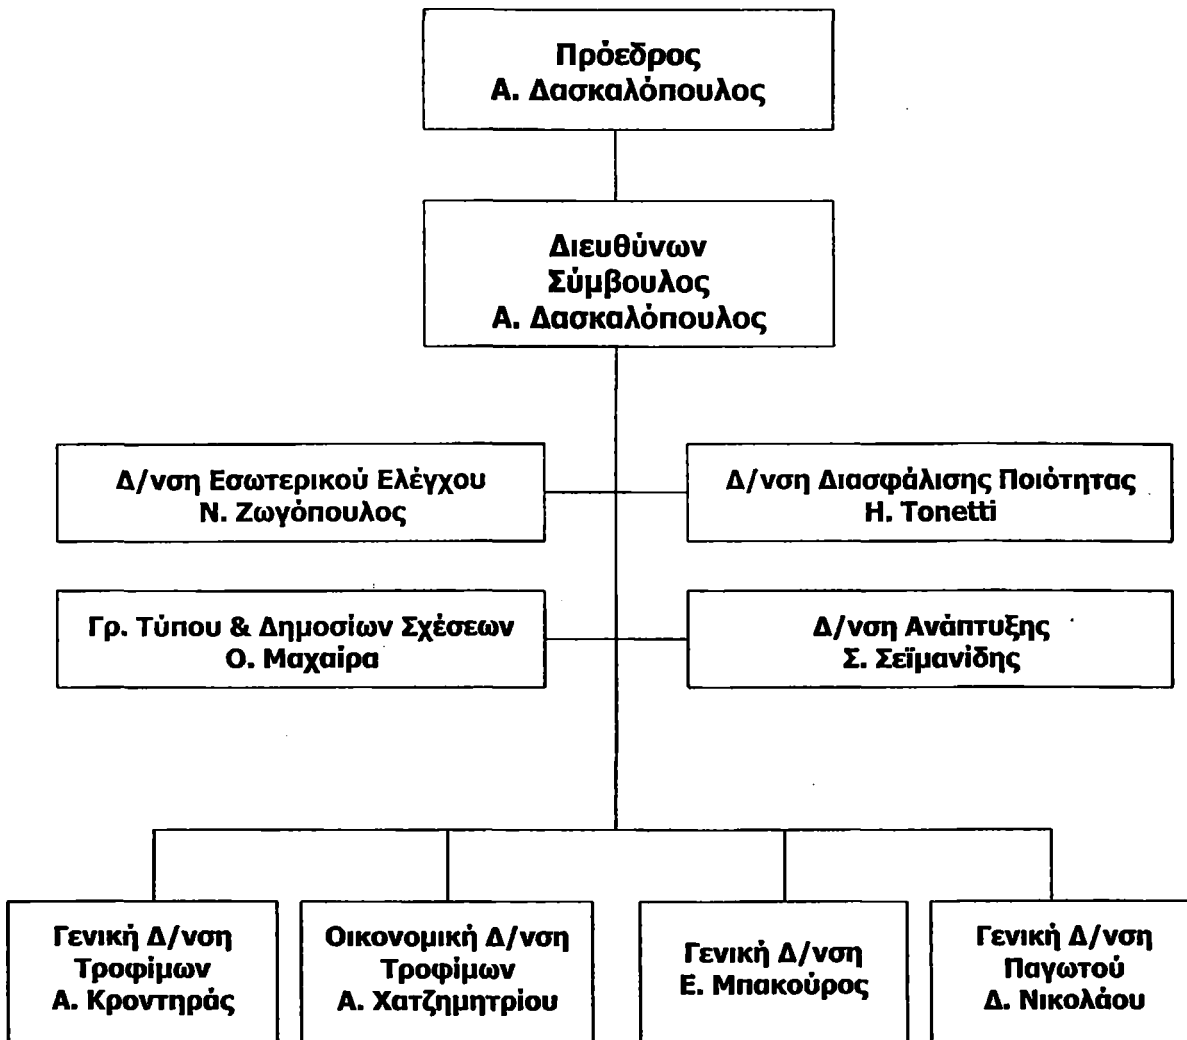 Πρόεδρος
Α. Δασκαλόπουλος
Διευθύνων
Σύμβουλος
Α. Δασκαλόπουλος
Δ/νση Εσωτερικού Ελέγχου
Ν. Ζωγόπουλος
Δ/νση Διασφάλισης Ποιότητας
Η. Tonetti
Γρ. Τύπου & Δημοσίων Σχέσεων
Ο. Μαχαίρα
Δ/νση Ανάπτυξης
Σ. Σεϊμανίδης
Γενική Δ/νση
Τροφίμων
Α. Κροντηράς
Οικονομική Δ/νση
Τροφίμων
Α. Χατζημητρίου
Γενική Δ/νση
Ε. Μπακούρος
Γενική Δ/νση
Παγωτού
Δ. Νικολάου